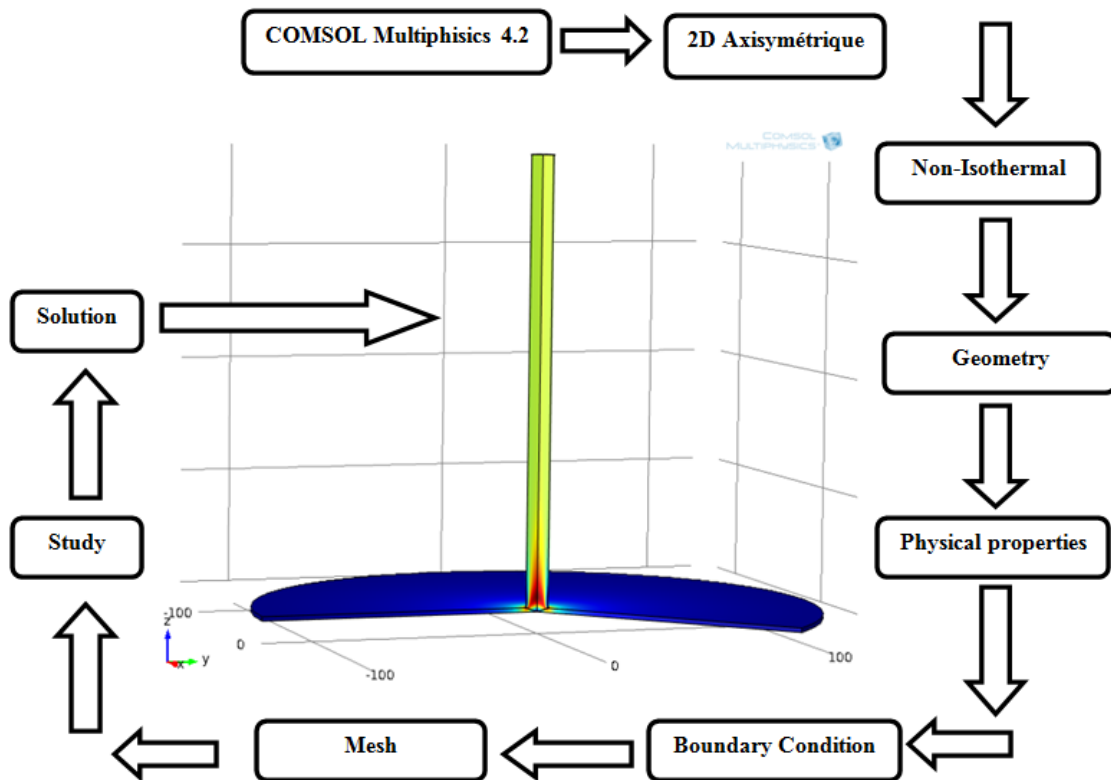 COMSOL Multiphisics 4.2
2D Axisymétrique
COMSOL
MULTIPHYSICS
Non-Isothermal
Solution
Geometry
Study
Physical properties
-100
z
x
y
0
-100
0
100
Mesh
Boundary Condition